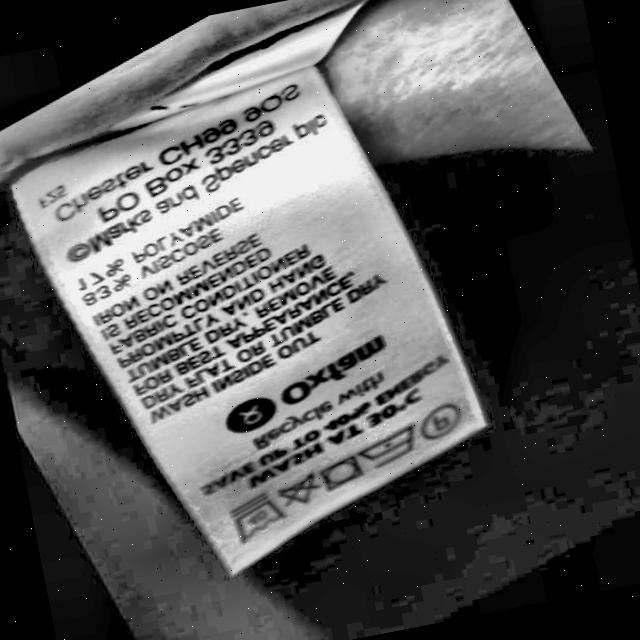 WASH AT 30°C
SAVE up TO 40% ENERGY
Recycle with
Oxfam
WASH INSIDE OUT
DRY FLAT OR TUMBLE DRY
FOR BEST APPEARANCE
TUMBLE DRY, REMOVE
PROMPTLY, AND HANG
FABRIC CONDITIONER
IS RECOMMENDED
IRON ON REVERSE
83% VISCOSE
17% POLYAMIDE
©Marks and Spencer plc
PO Box 3339
Chester CH99 9QS